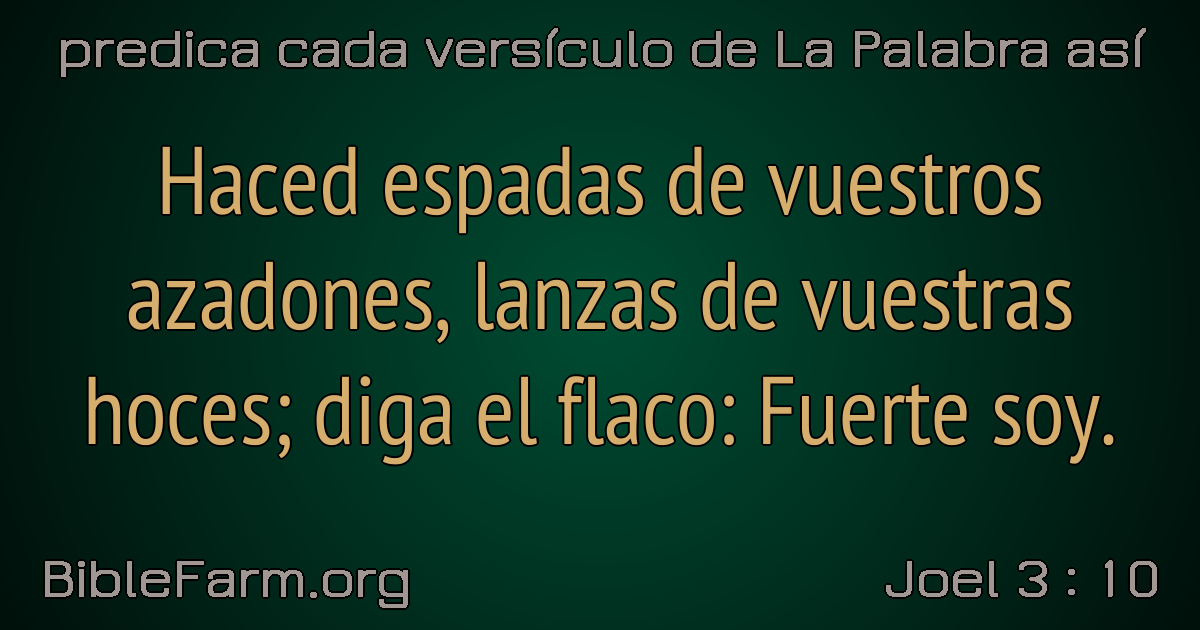 predica cada versículo de La Palabra así
Haced espadas de vuestros
azadones, lanzas de vuestras
hoces; diga el flaco: Fuerte soy.
BibleFarm.org
Joel 3 : 10